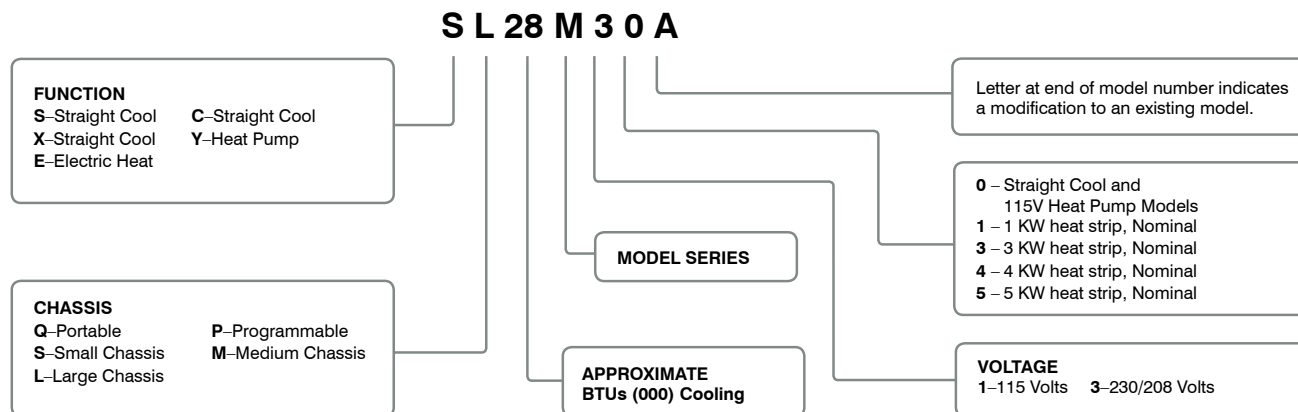 S L 28 M 3 0 A
FUNCTION
S–Straight Cool C–Straight Cool
X–Straight Cool Y–Heat Pump
E–Electric Heat
CHASSIS
Q–Portable P–Programmable
S–Small Chassis M–Medium Chassis
L–Large Chassis
MODEL SERIES
APPROXIMATE
BTUs (000) Cooling
Letter at end of model number indicates
a modification to an existing model.
0 – Straight Cool and
115V Heat Pump Models
1 – 1 KW heat strip, Nominal
3 – 3 KW heat strip, Nominal
4 – 4 KW heat strip, Nominal
5 – 5 KW heat strip, Nominal
VOLTAGE
1–115 Volts 3–230/208 Volts